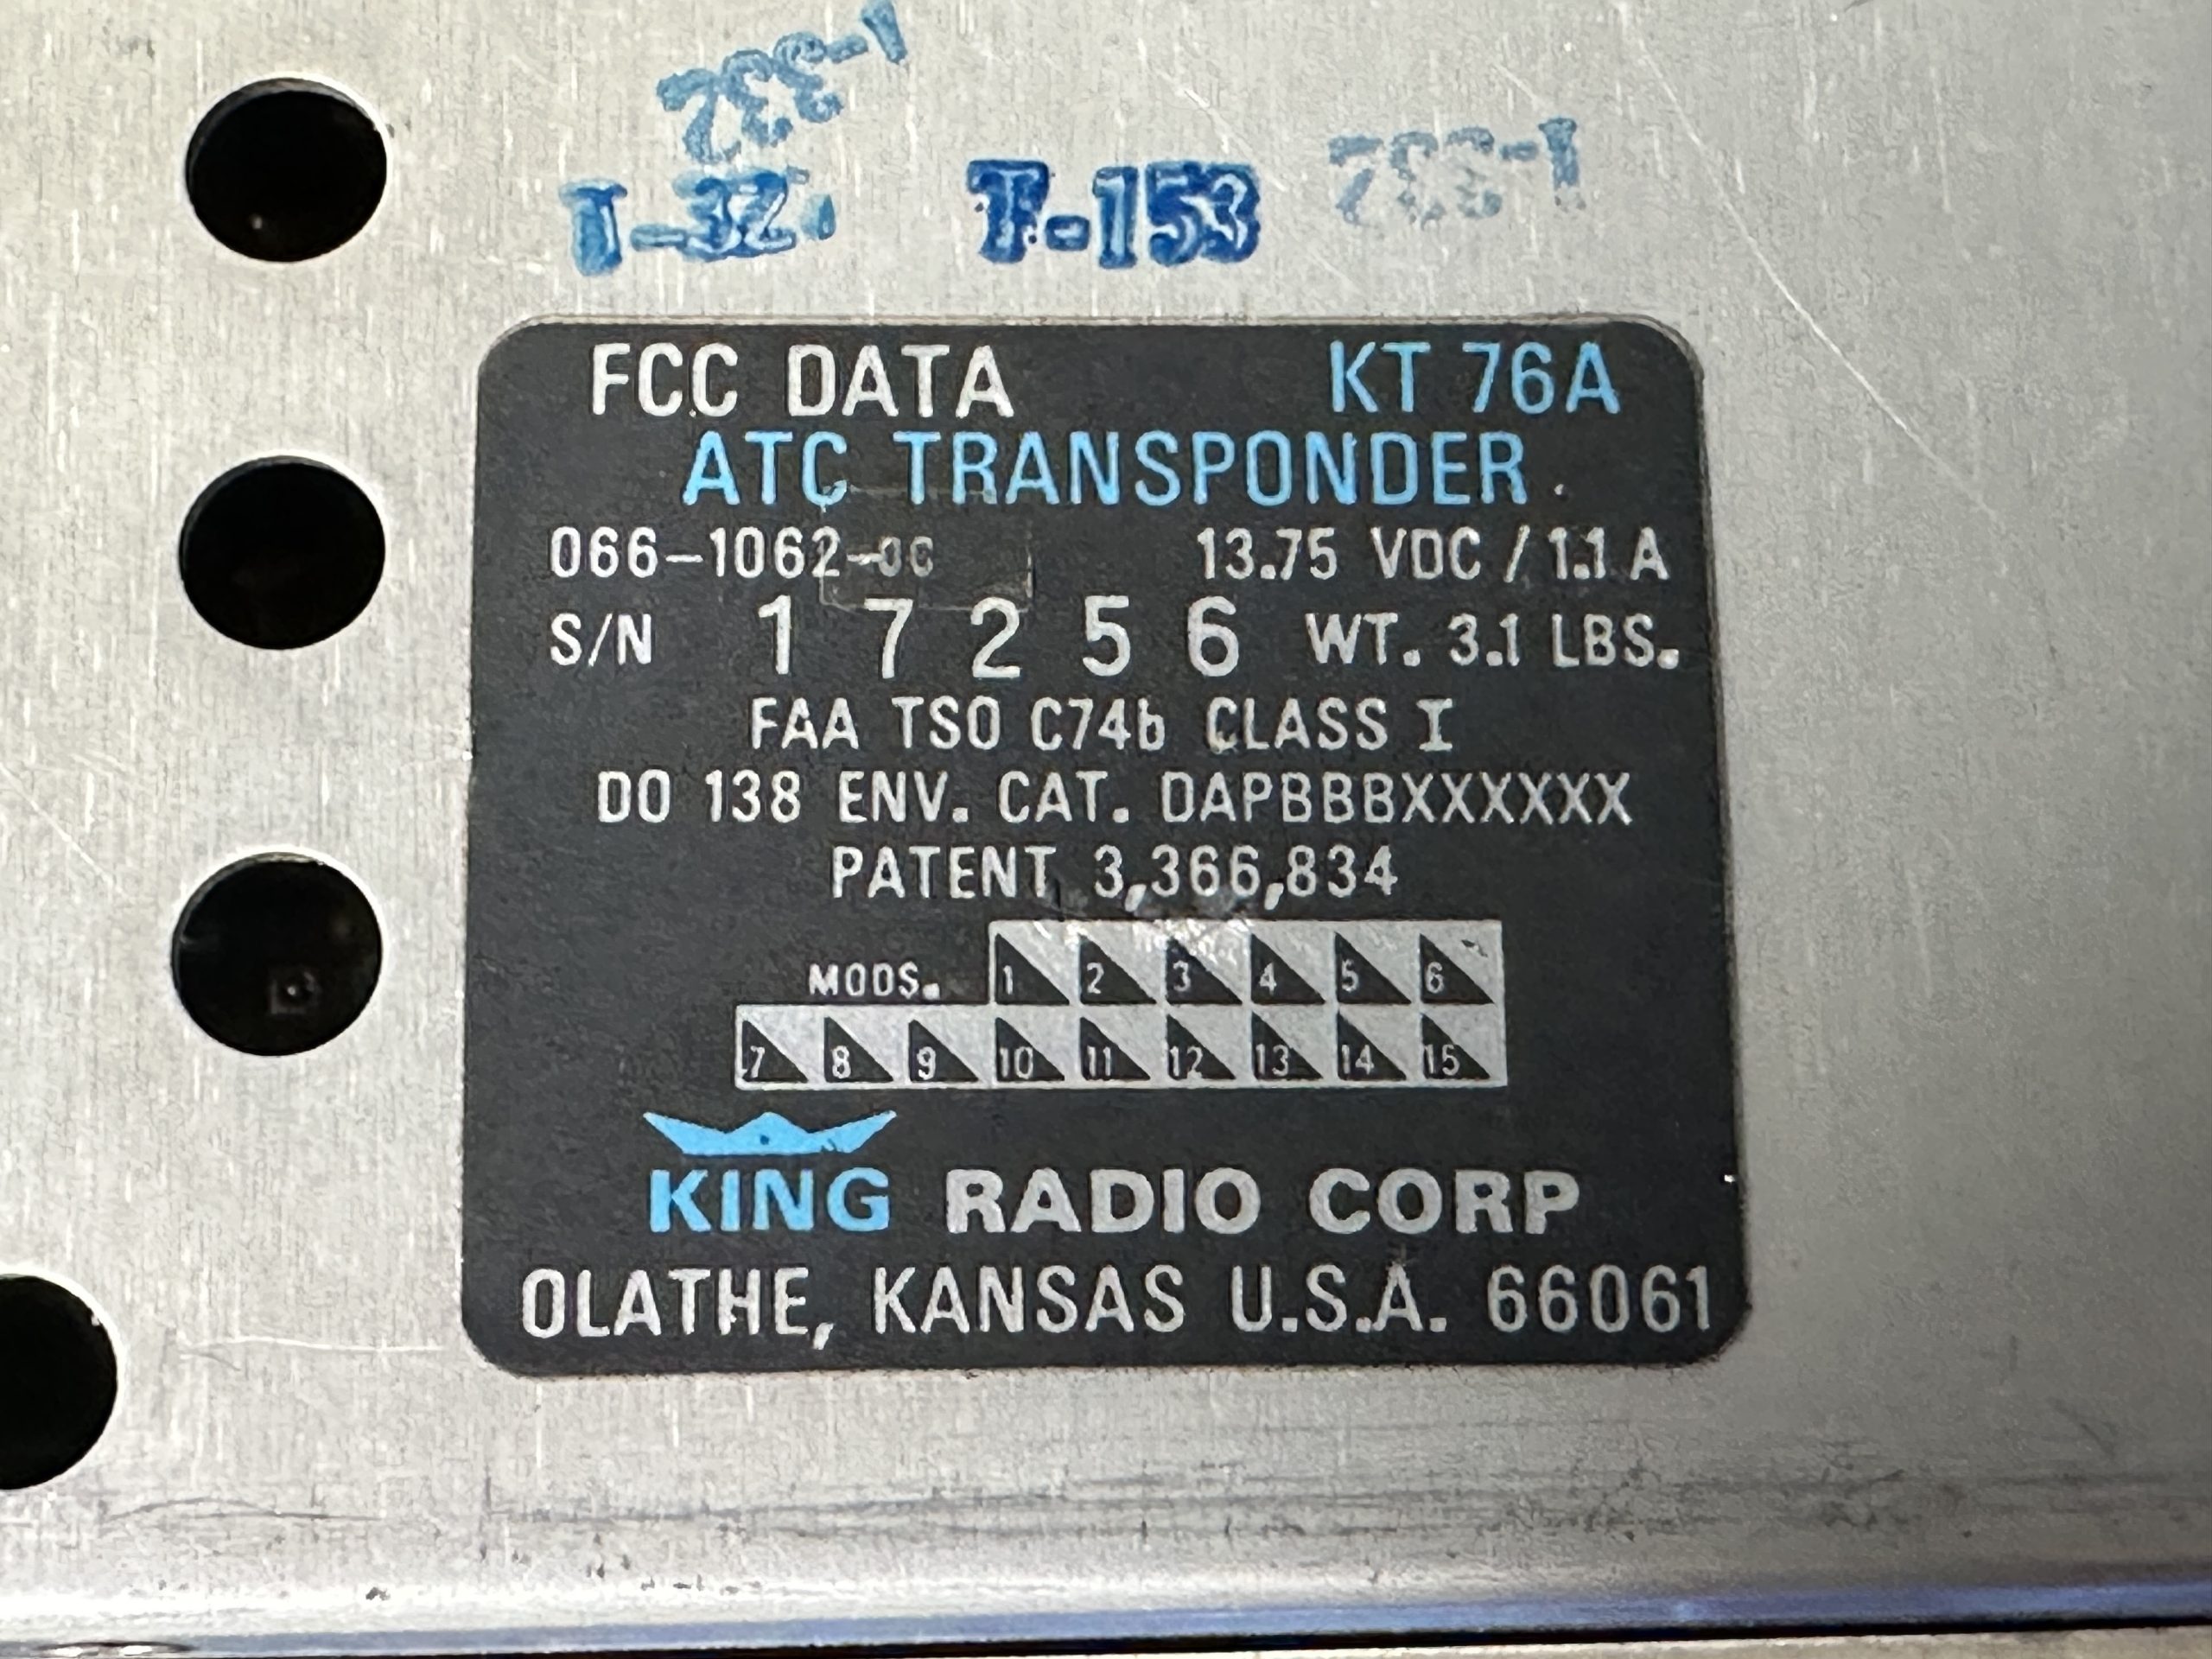 T-153
FCC DATA KT 76A
ATC TRANSPONDER
066-1062- 13.75 VDC / 1.1 A
S/N 17256 WT. 3.1 LBS.
FAA TSO C74b CLASS I
DO 138 ENV. CAT. DAPBBBXXXXXX
PATENT 3,366,834
MODS. 1 2 3 4 5 6
7 8 9 10 11 12 13 14 15
KING RADIO CORP
OLATHE, KANSAS U.S.A. 66061